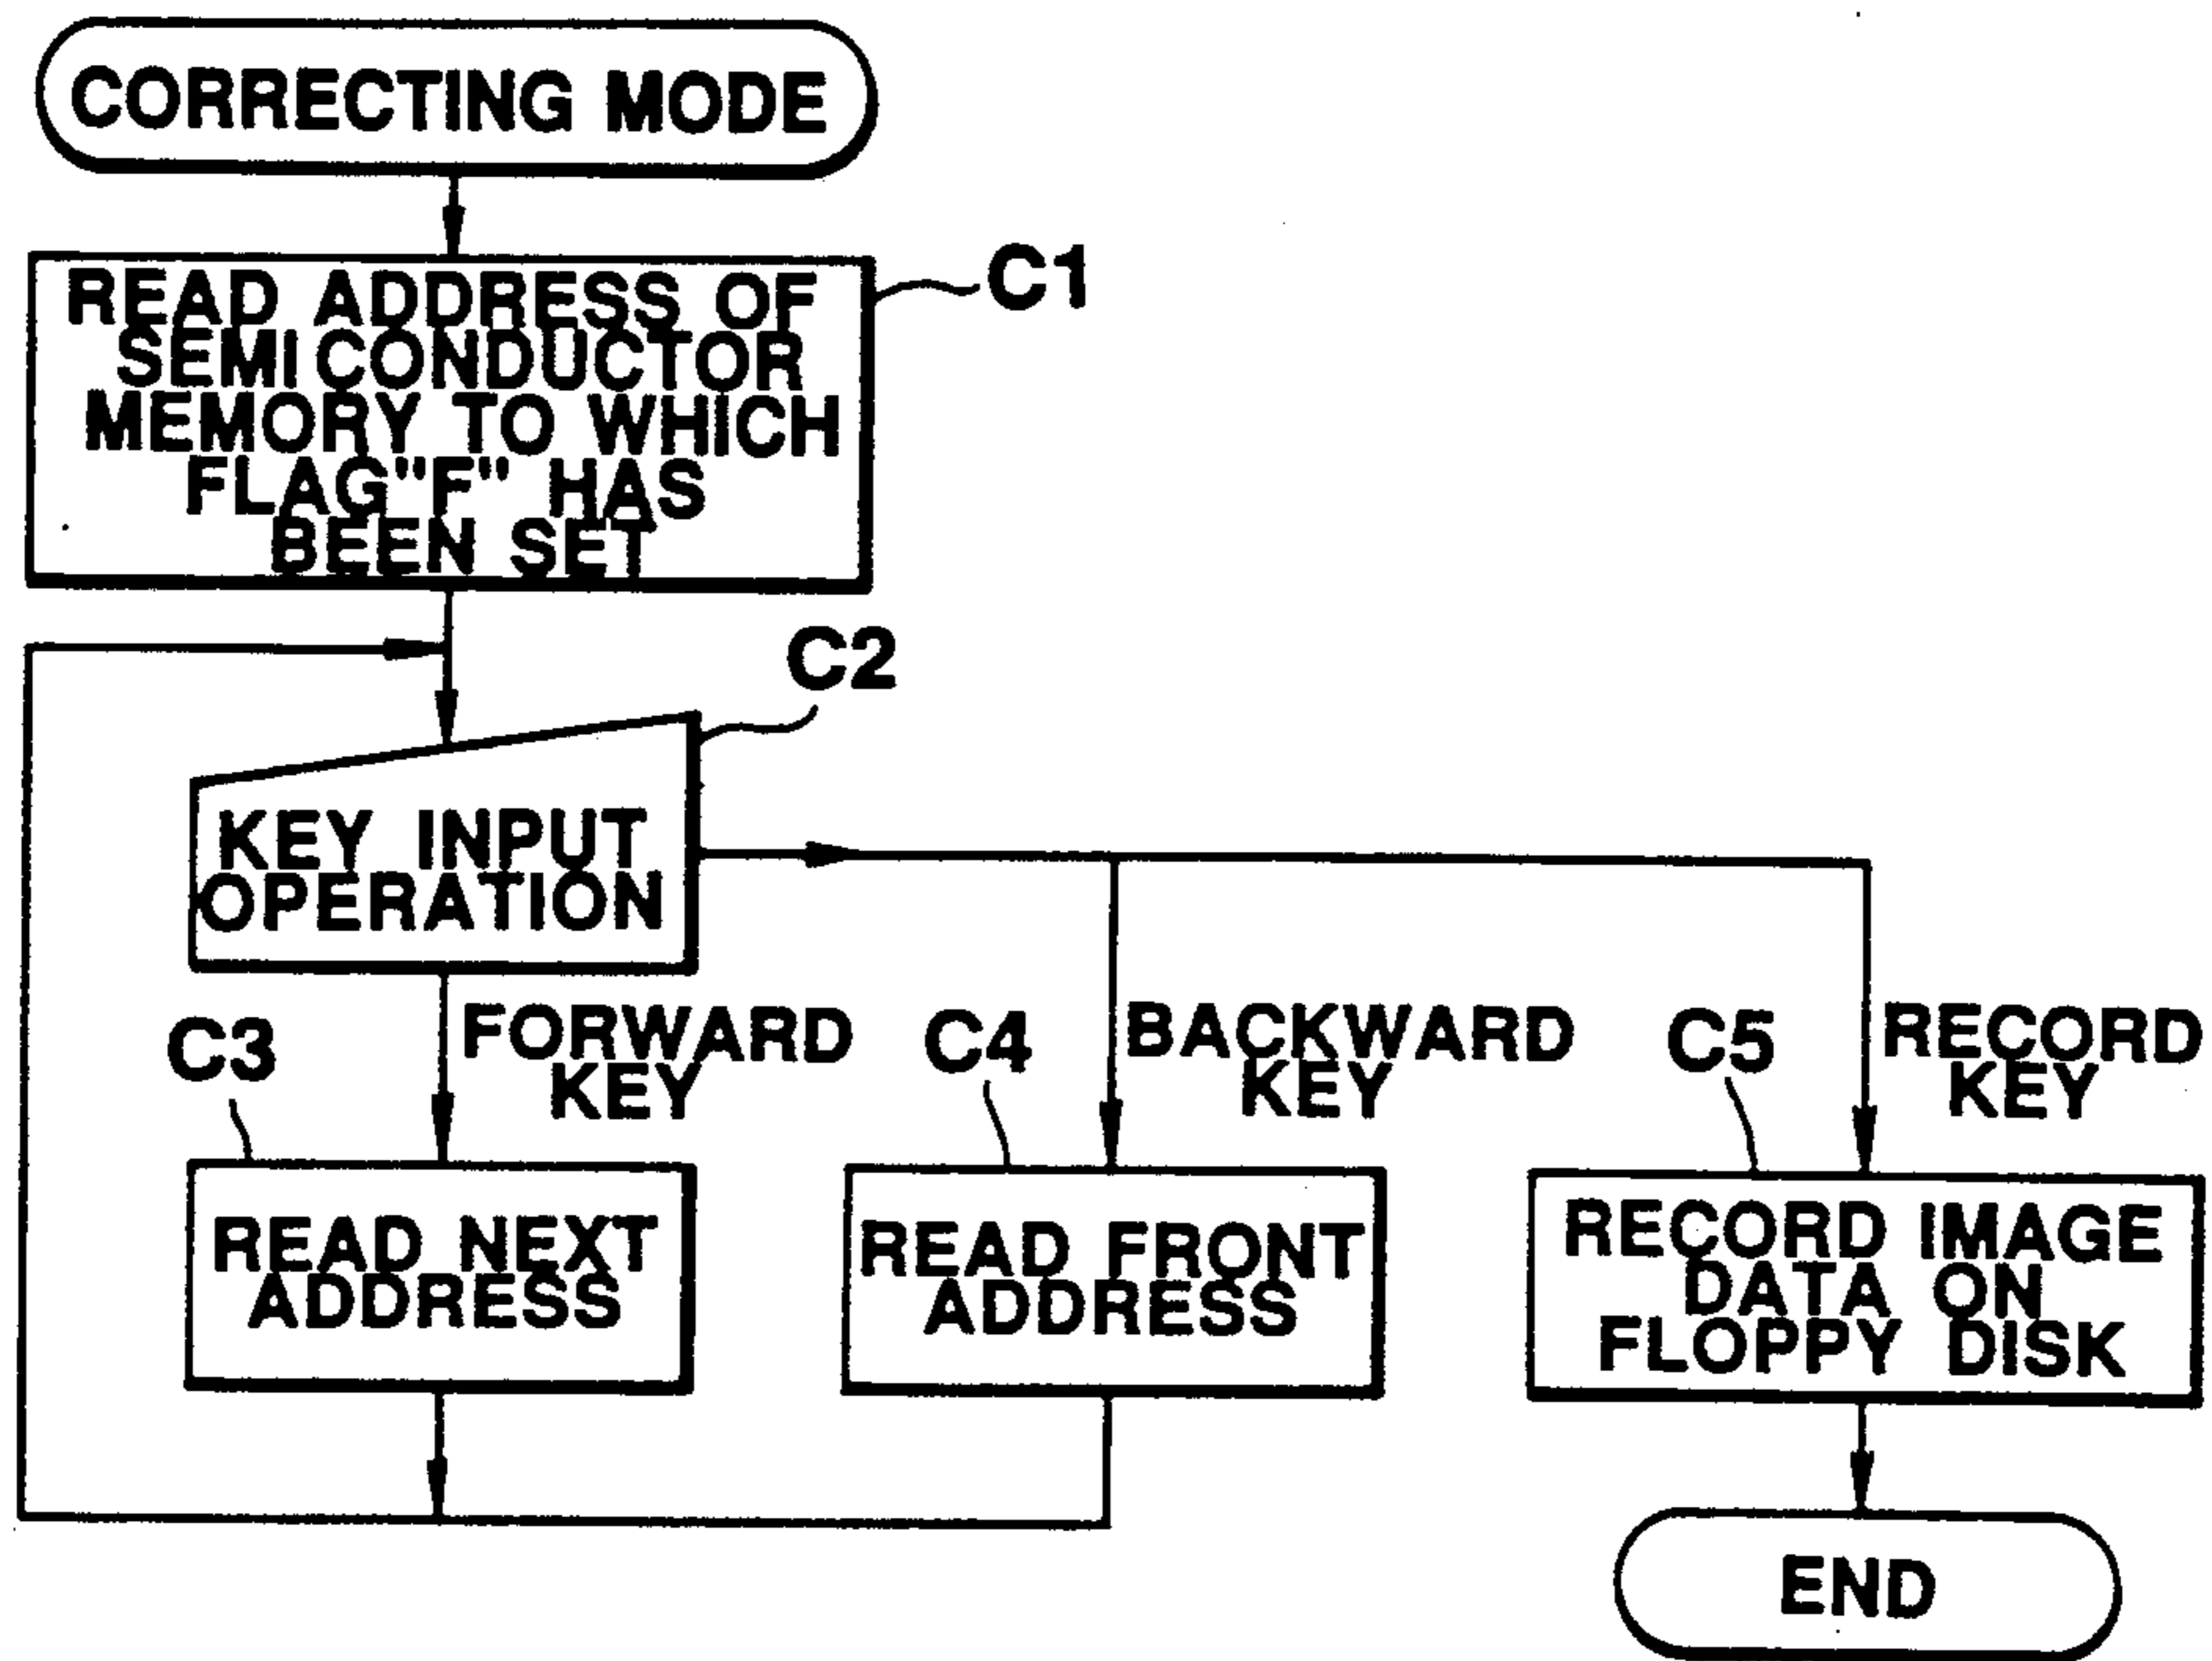 CORRECTING MODE
READ ADDRESS OF
SEMICONDUCTOR
MEMORY TO WHICH
FLAG"F" HAS
BEEN SET
C1
C2
KEY INPUT
OPERATION
C3
FORWARD
KEY
C4
BACKWARD
KEY
C5
RECORD
KEY
READ NEXT
ADDRESS
READ FRONT
ADDRESS
RECORD IMAGE
DATA ON
FLOPPY DISK
END